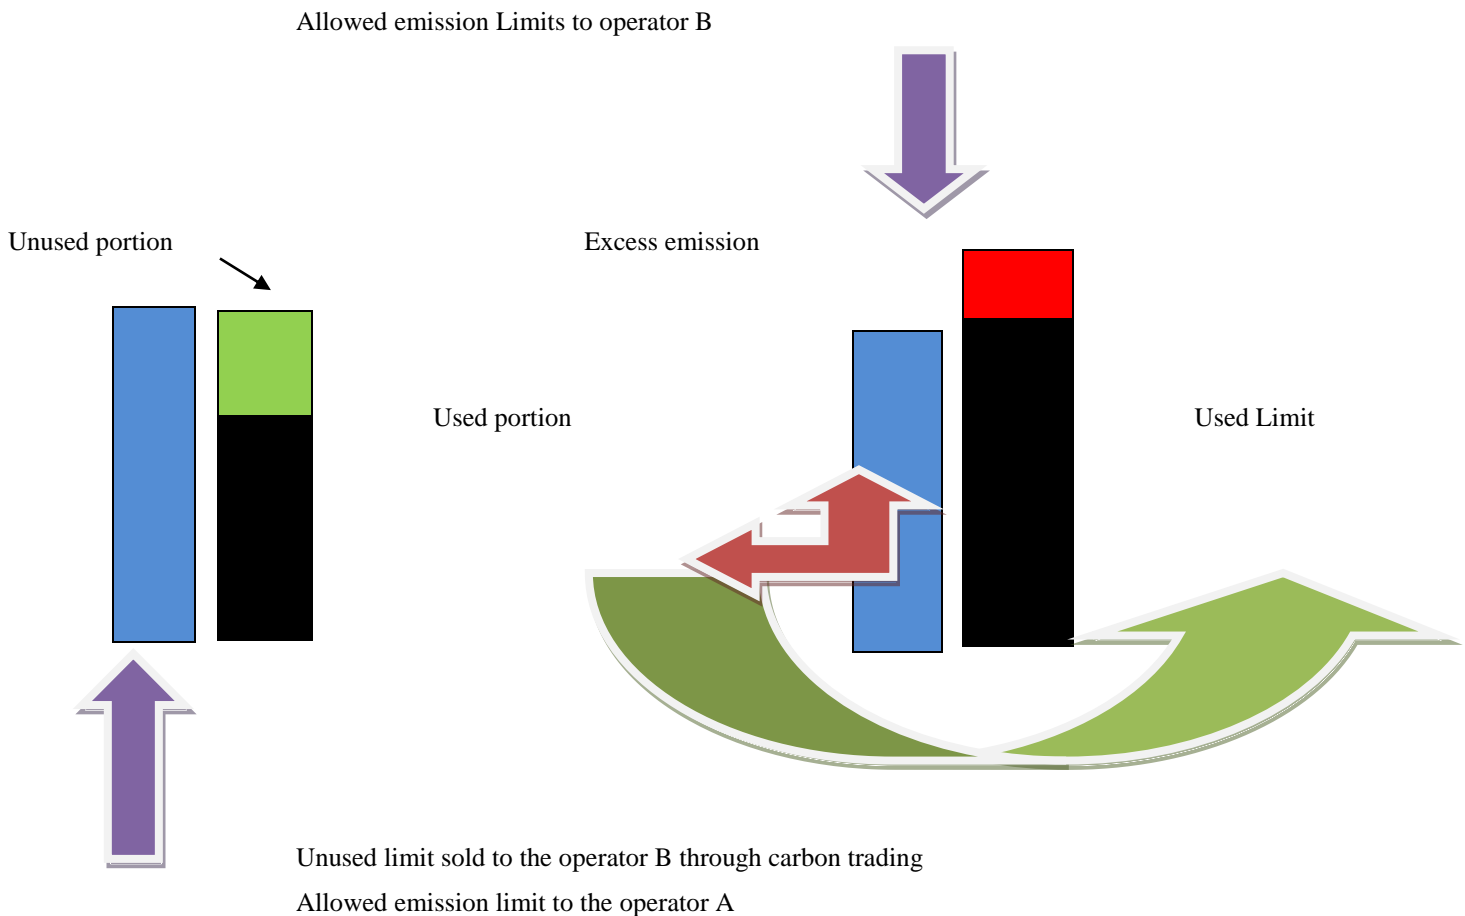 Allowed emission Limits to operator B
Unused portion
Excess emission
Used portion
Used Limit
Unused limit sold to the operator B through carbon trading
Allowed emission limit to the operator A